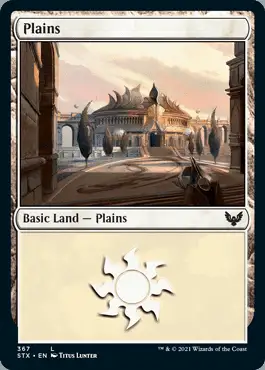 Plains
Basic Land — Plains
367 L
STX • EN Titus Lunter
™ & © 2021 Wizards of the Coast